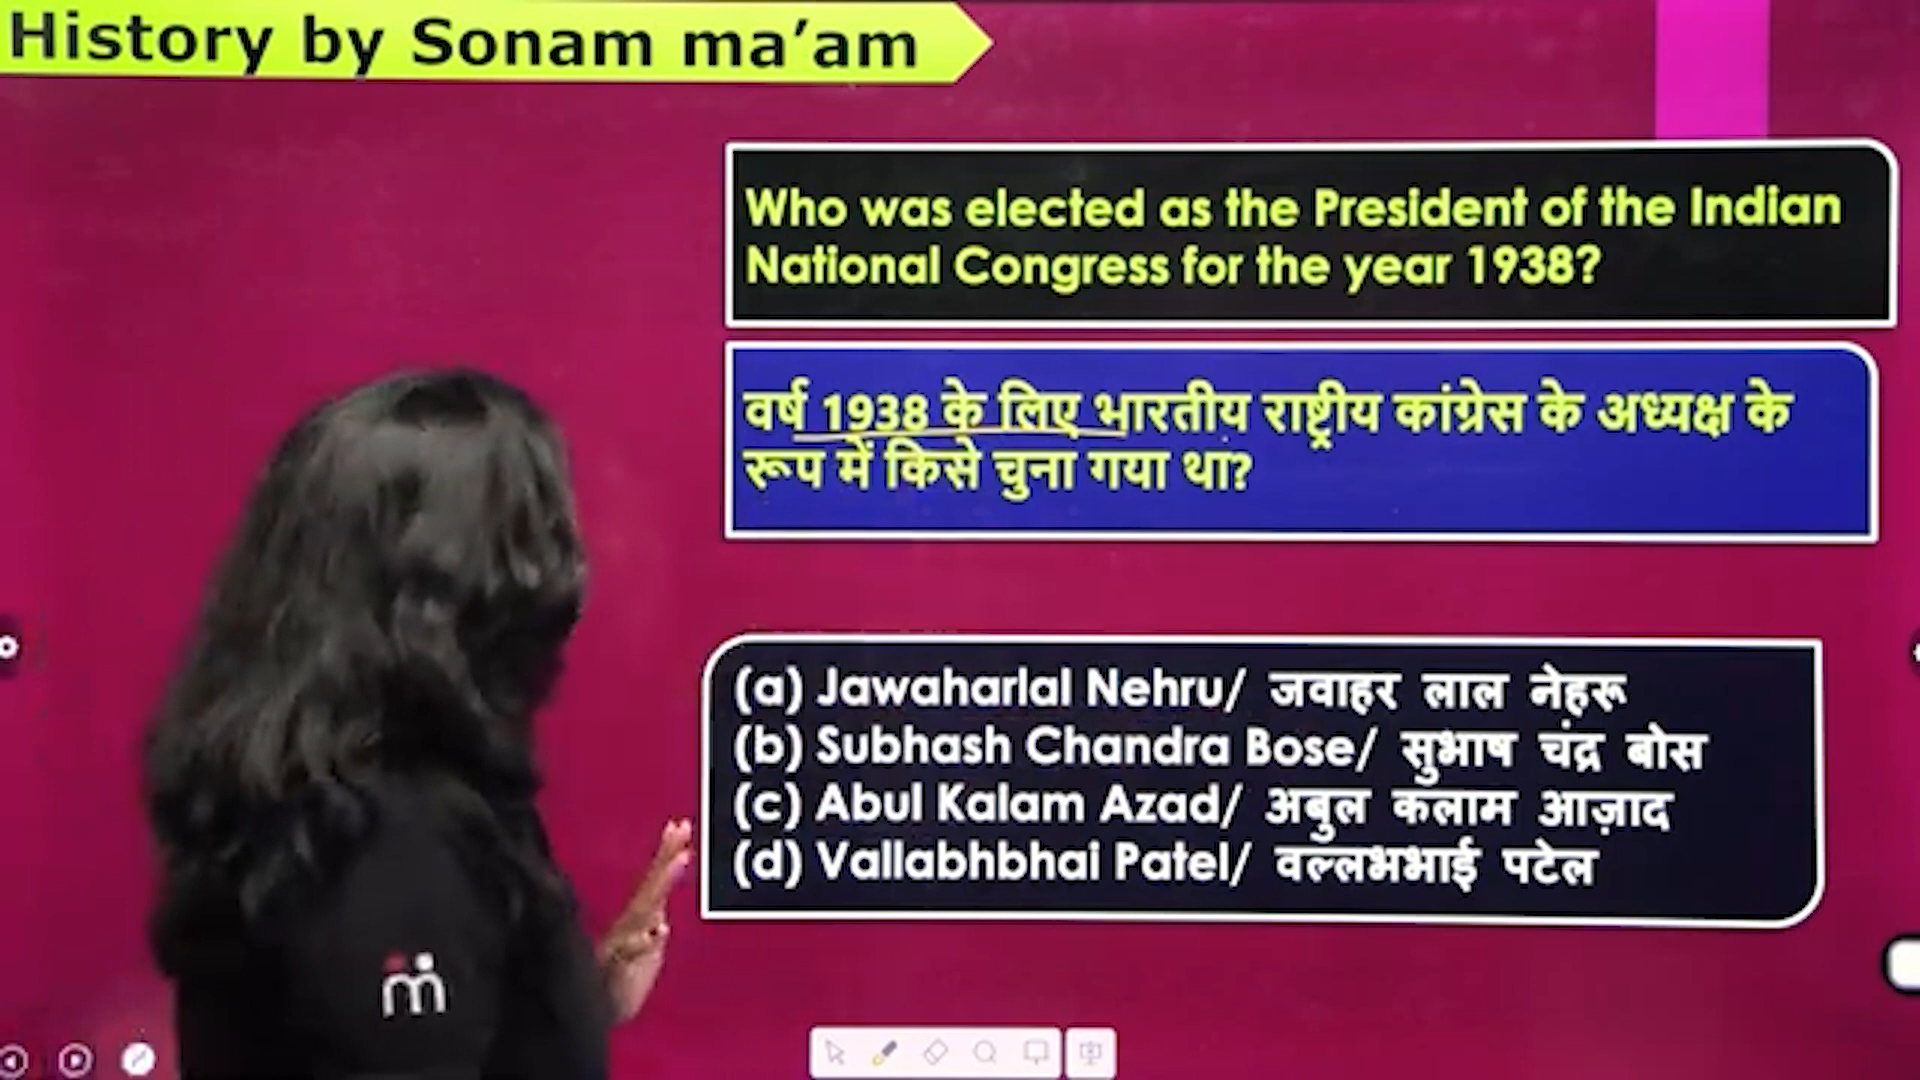 History by Sonam ma’am
Who was elected as the President of the Indian
National Congress for the year 1938?
वर्ष 1938 के लिए भारतीय राष्ट्रीय कांग्रेस के अध्यक्ष के
रूप में किसे चुना गया था?
(a) Jawaharlal Nehru/ जवाहर लाल नेहरू
(b) Subhash Chandra Bose/ सुभाष चंद्र बोस
(c) Abul Kalam Azad/ अबुल कलाम आज़ाद
(d) Vallabhbhai Patel/ वल्लभभाई पटेल
m